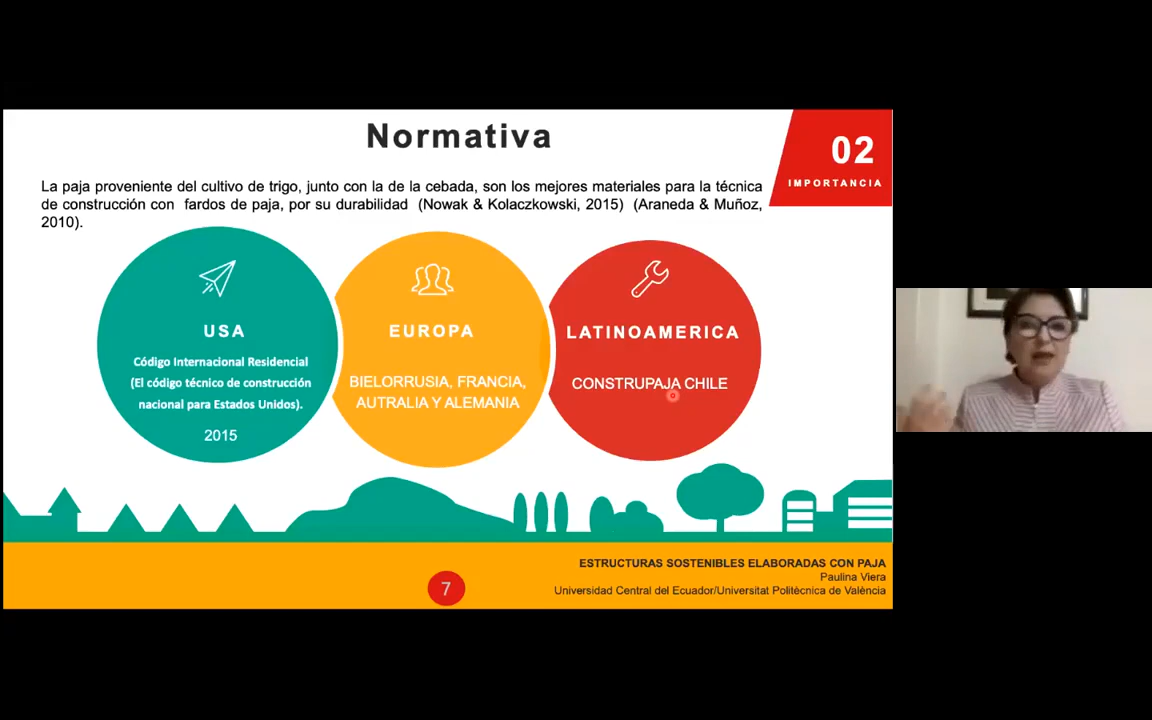 Normativa
02
IMPORTANCIA
La paja proveniente del cultivo de trigo, junto con la de la cebada, son los mejores materiales para la técnica
de construcción con fardos de paja, por su durabilidad (Nowak & Kolaczkowski, 2015) (Araneda & Muñoz,
2010).
USA
Código Internacional Residencial
(El código técnico de construcción
nacional para Estados Unidos).
2015
EUROPA
BIELORRUSIA, FRANCIA,
AUTRALIA Y ALEMANIA
LATINOAMERICA
CONSTRUPAJA CHILE
ESTRUCTURAS SOSTENIBLES ELABORADAS CON PAJA
Paulina Viera
Universidad Central del Ecuador/Universitat Politècnica de València
7